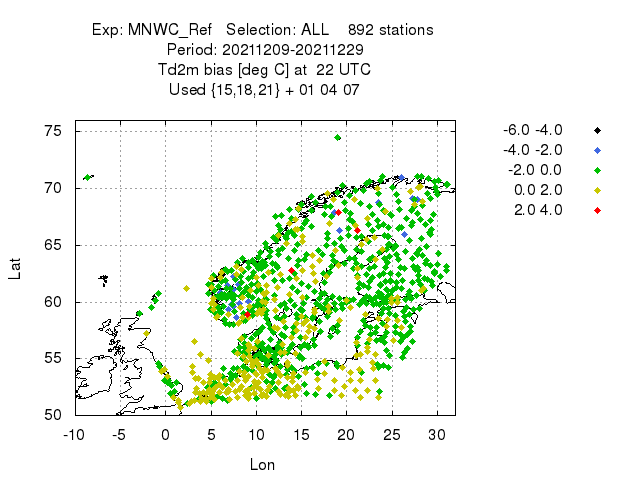 Exp: MNWC_Ref   Selection: ALL    892 stations
Period: 20211209-20211229
Td2m bias [deg C] at  22 UTC
Used {15,18,21} + 01 04 07
-6.0 -4.0
-4.0 -2.0
-2.0 0.0
0.0 2.0
2.0 4.0
75
70
65
60
55
50
Lat
-10 -5 0 5 10 15 20 25 30
Lon